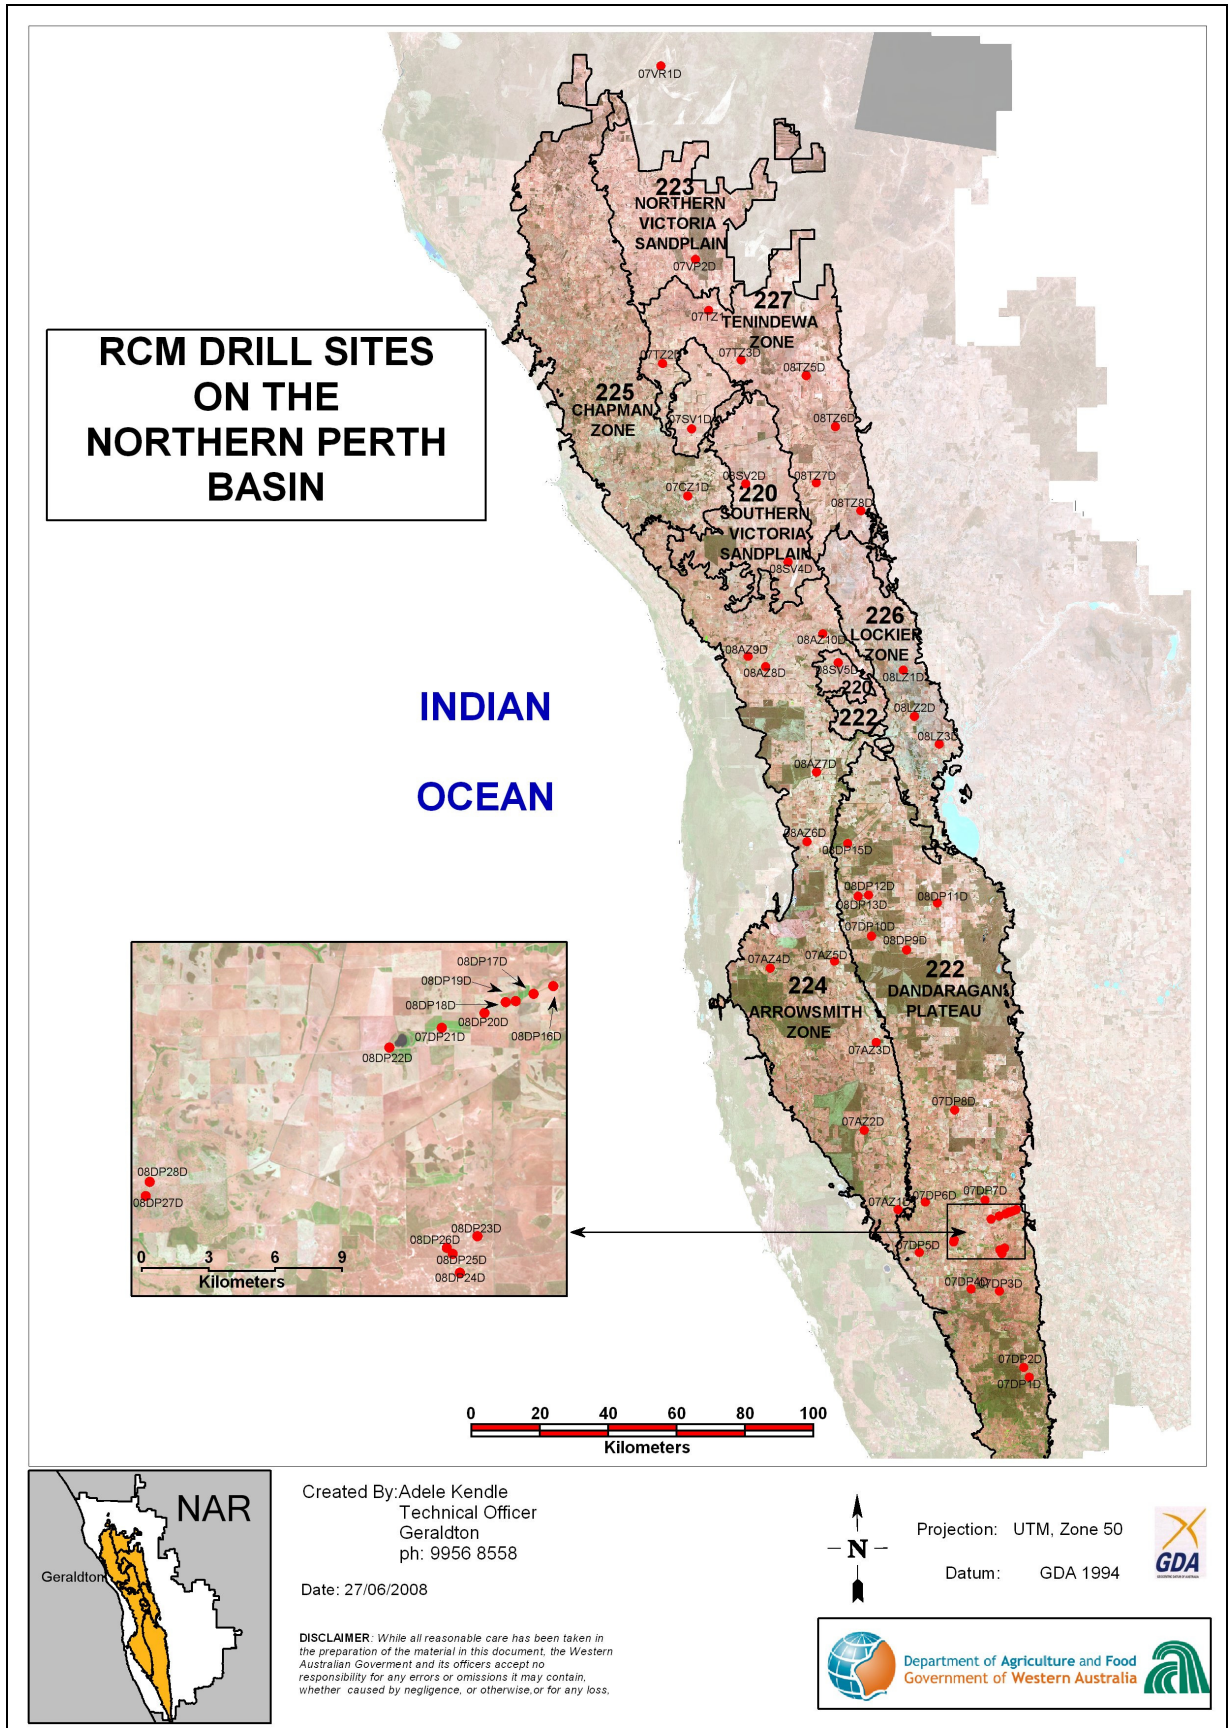 07VR1D
223
NORTHERN
VICTORIA
SANDPLAIN
07VP2D
227
TENINDEWA
ZONE
07TZ1
07TZ2D
07TZ3D
08TZ5D
RCM DRILL SITES
ON THE
NORTHERN PERTH
BASIN
225
CHAPMAN
ZONE
07SV1D
08TZ6D
07CZ1D
08SV2D
08TZ7D
220
SOUTHERN
VICTORIA
SANDPLAIN
08TZ8D
08SV4D
226
LOCKIER
ZONE
08AZ10D
08AZ9D
08AZ8D
08SV5D
08LZ1D
220
222
08LZ2D
08LZ3D
INDIAN
OCEAN
08AZ7D
08AZ6D
08DP15D
08DP12D
08DP13D
08DP11D
07DP10D
08DP9D
07AZ4D
07AZ5D
224
ARROWSMITH
ZONE
222
DANDARAGAN
PLATEAU
07AZ3D
07DP8D
07AZ2D
07AZ1D
07DP6D
07DP7D
07DP5D
07DP4D
07DP3D
07DP2D
07DP1D
08DP17D
08DP19D
08DP18D
08DP20D
08DP16D
07DP21D
08DP22D
08DP28D
08DP27D
08DP23D
08DP26D
08DP25D
08DP24D
0 3 6 9
Kilometers
0 20 40 60 80 100
Kilometers
NAR
Geraldton
Created By:Adele Kendle
Technical Officer
Geraldton
ph: 9956 8558
Date: 27/06/2008
DISCLAIMER: While all reasonable care has been taken in
the preparation of the material in this document, the Western
Australian Goverment and its officers accept no
responsibility for any errors or omissions it may contain,
whether caused by negligence, or otherwise,or for any loss,
N
Projection: UTM, Zone 50
Datum: GDA 1994
GDA
Department of Agriculture and Food
Government of Western Australia